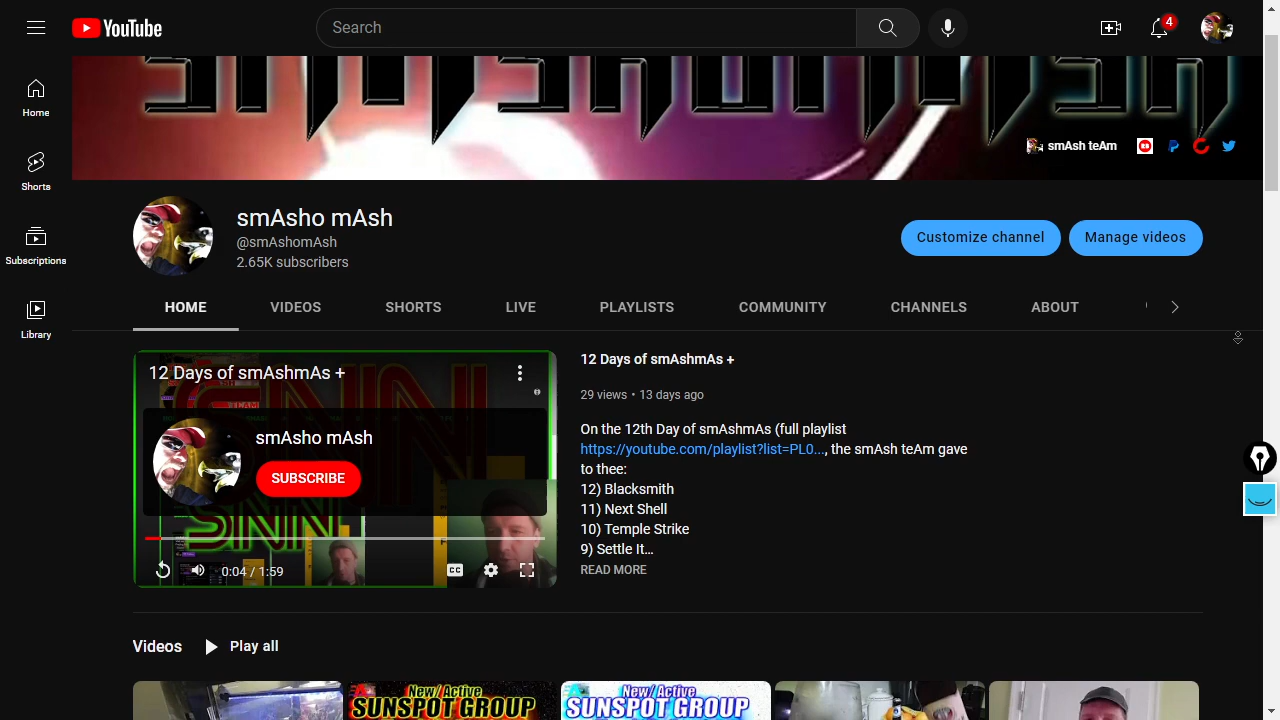 YouTube
Search
4
Home
Shorts
Subscriptions
Library
smAsh teAm
smAsho mAsh
@smAshomAsh
2.65K subscribers
Customize channel
Manage videos
HOME
VIDEOS
SHORTS
LIVE
PLAYLISTS
COMMUNITY
CHANNELS
ABOUT
12 Days of smAshmAs +
smAsho mAsh
SUBSCRIBE
SNN
0:04 / 1:59
CC
12 Days of smAshmAs +
29 views • 13 days ago
On the 12th Day of smAshmAs (full playlist
https://youtube.com/playlist?list=PL0..., the smAsh teAm gave
to thee:
12) Blacksmith
11) Next Shell
10) Temple Strike
9) Settle It...
READ MORE
Videos
Play all
New/ Active
SUNSPOT GROUP
New/ Active
SUNSPOT GROUP